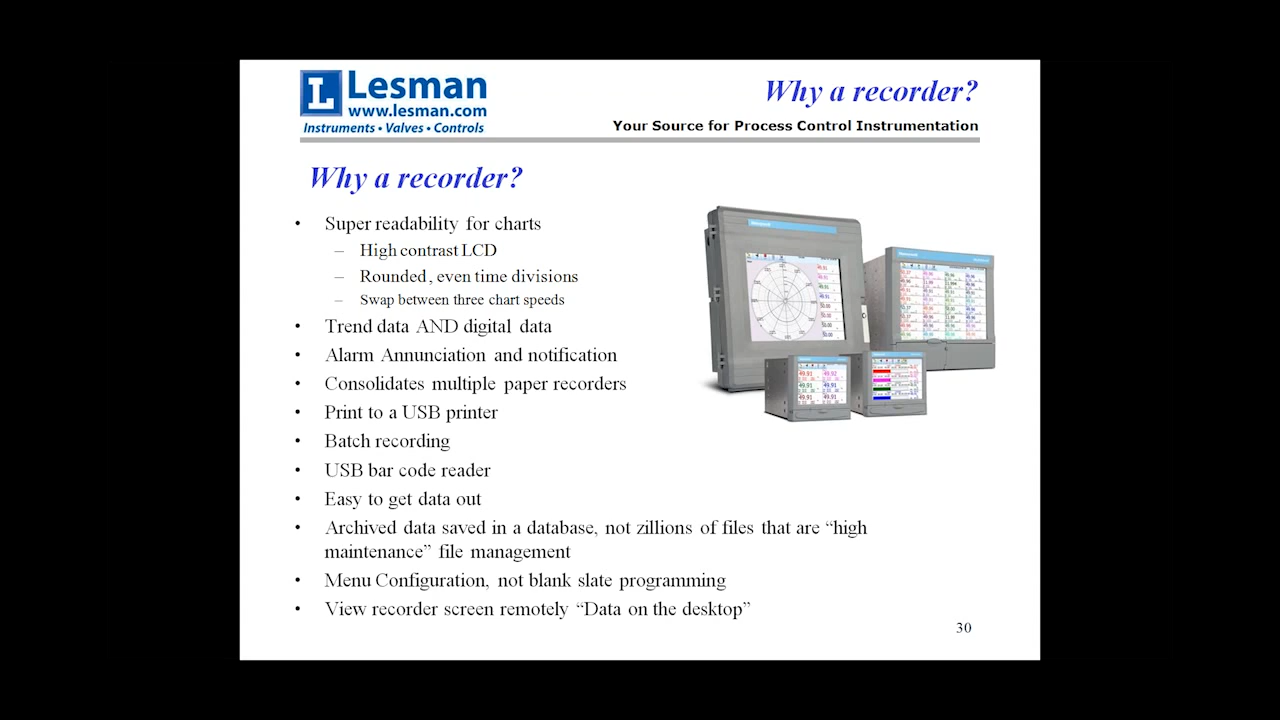 L Lesman
www.lesman.com
Instruments • Valves • Controls
Why a recorder?
Your Source for Process Control Instrumentation
Why a recorder?
• Super readability for charts
– High contrast LCD
– Rounded, even time divisions
– Swap between three chart speeds
• Trend data AND digital data
• Alarm Annunciation and notification
• Consolidates multiple paper recorders
• Print to a USB printer
• Batch recording
• USB bar code reader
• Easy to get data out
• Archived data saved in a database, not zillions of files that are “high
maintenance” file management
• Menu Configuration, not blank slate programming
• View recorder screen remotely “Data on the desktop”
30